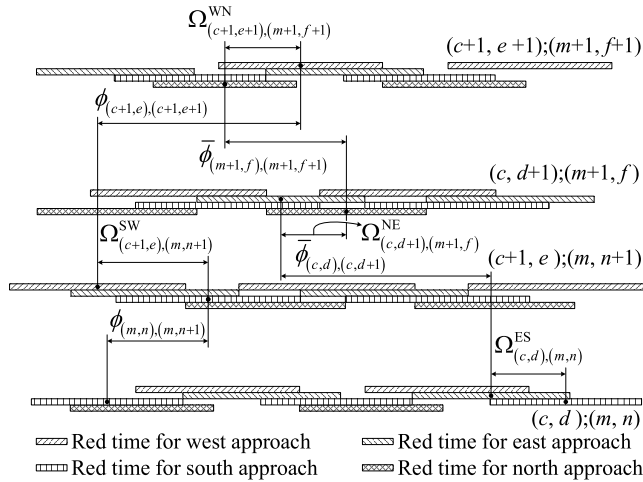 Ω^WN_(c+1,e+1),(m+1,f+1)
(c+1, e+1);(m+1, f+1)
ϕ_(c+1,e),(c+1,e+1)
ϕ̅_(m+1,f),(m+1,f+1)
(c, d+1);(m+1, f)
Ω^SW_(c+1,e),(m,n+1)
Ω^NE_(c,d+1),(m+1,f)
ϕ̅_(c,d),(c,d+1)
(c+1, e);(m, n+1)
ϕ_(m,n),(m,n+1)
Ω^ES_(c,d),(m,n)
(c, d);(m, n)
Red time for west approach
Red time for east approach
Red time for south approach
Red time for north approach